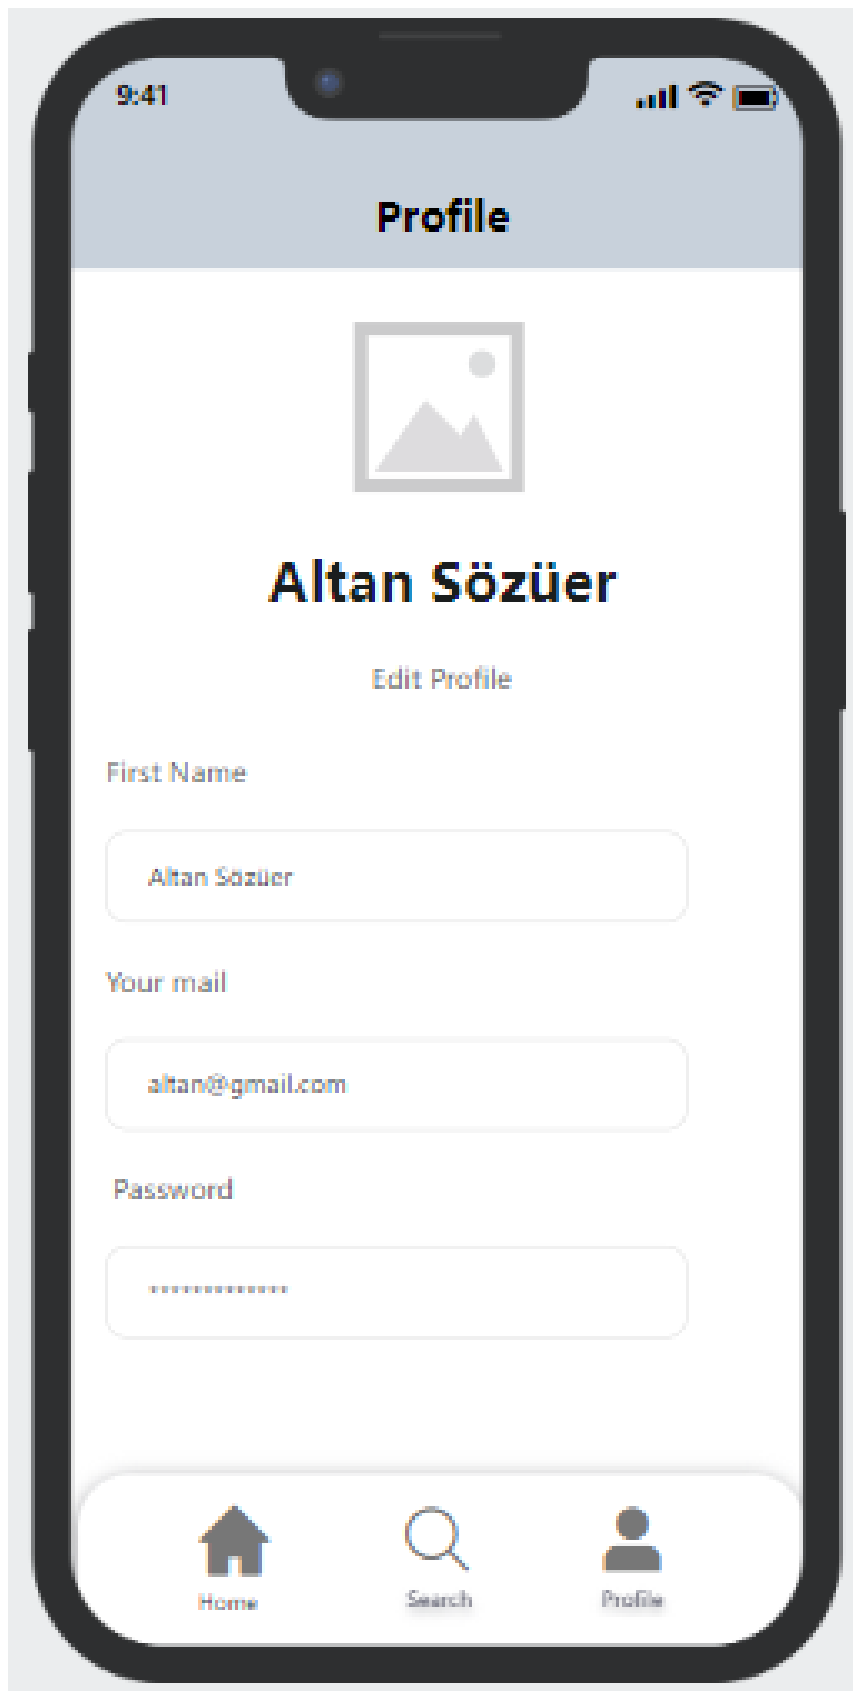 9:41
Profile
Altan Sözüer
Edit Profile
First Name
Altan Sözüer
Your mail
altan@gmail.com
Password
*************
Home Search Profile